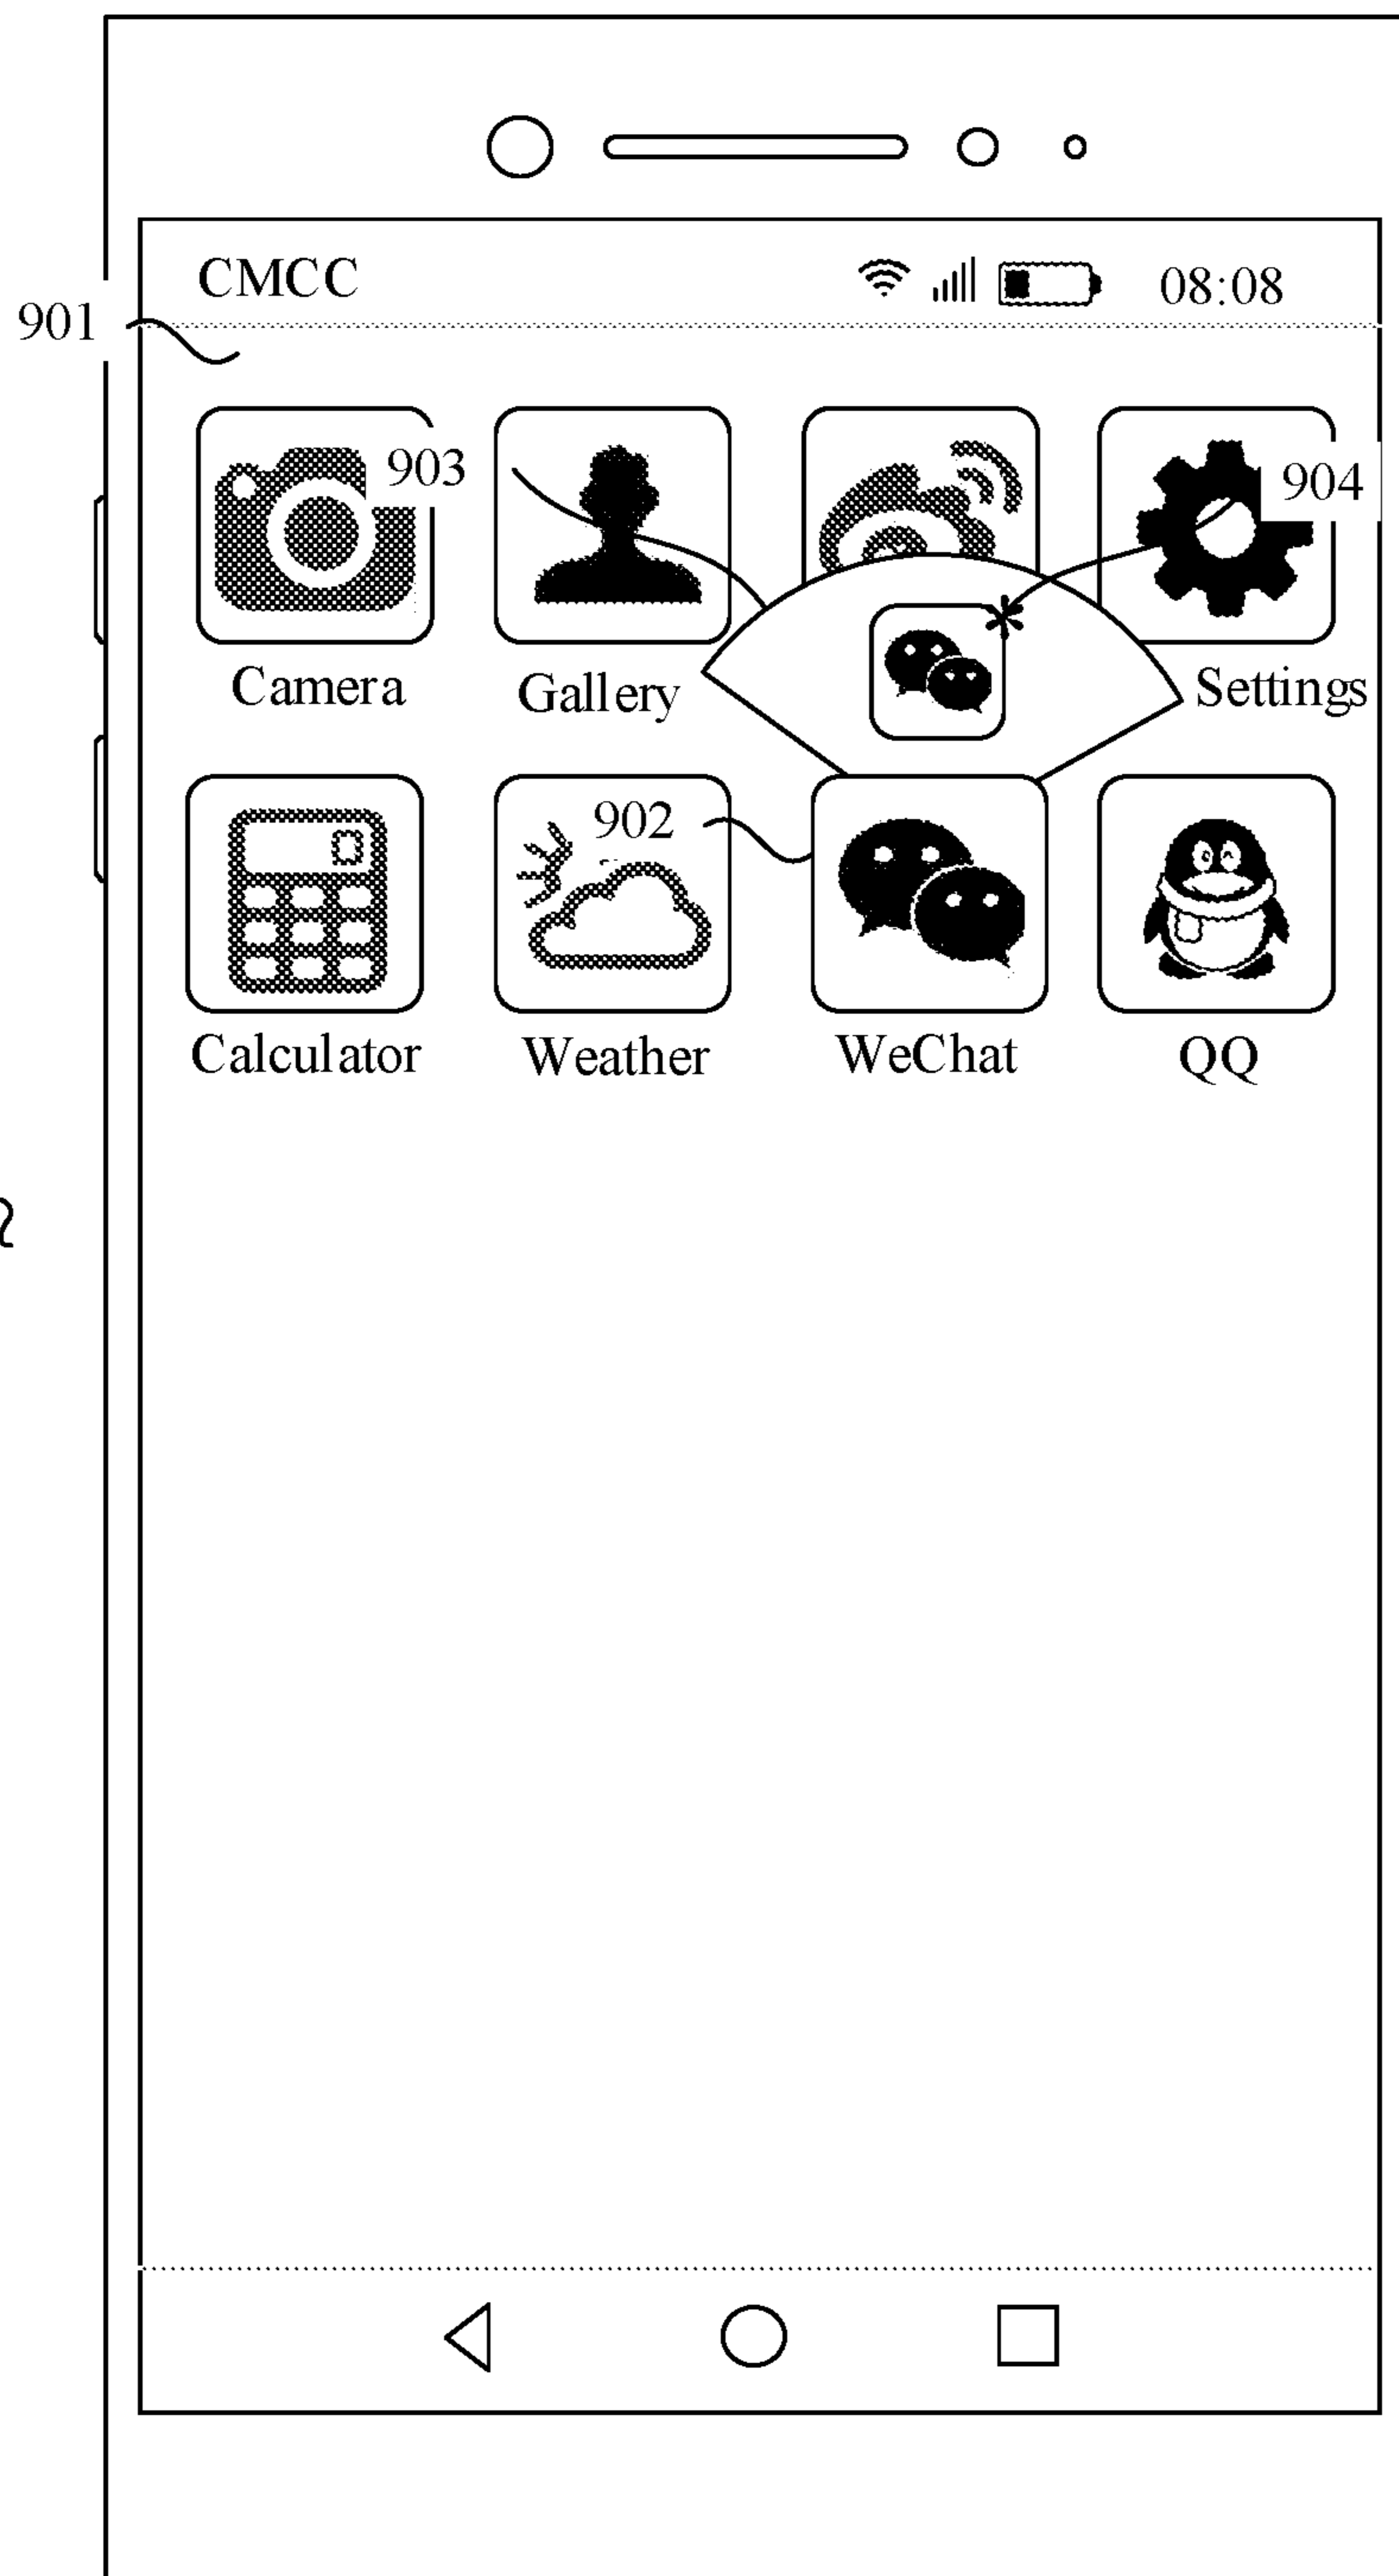 CMCC 08:08
901
903
904
Camera Gallery Settings
902
Calculator Weather WeChat QQ